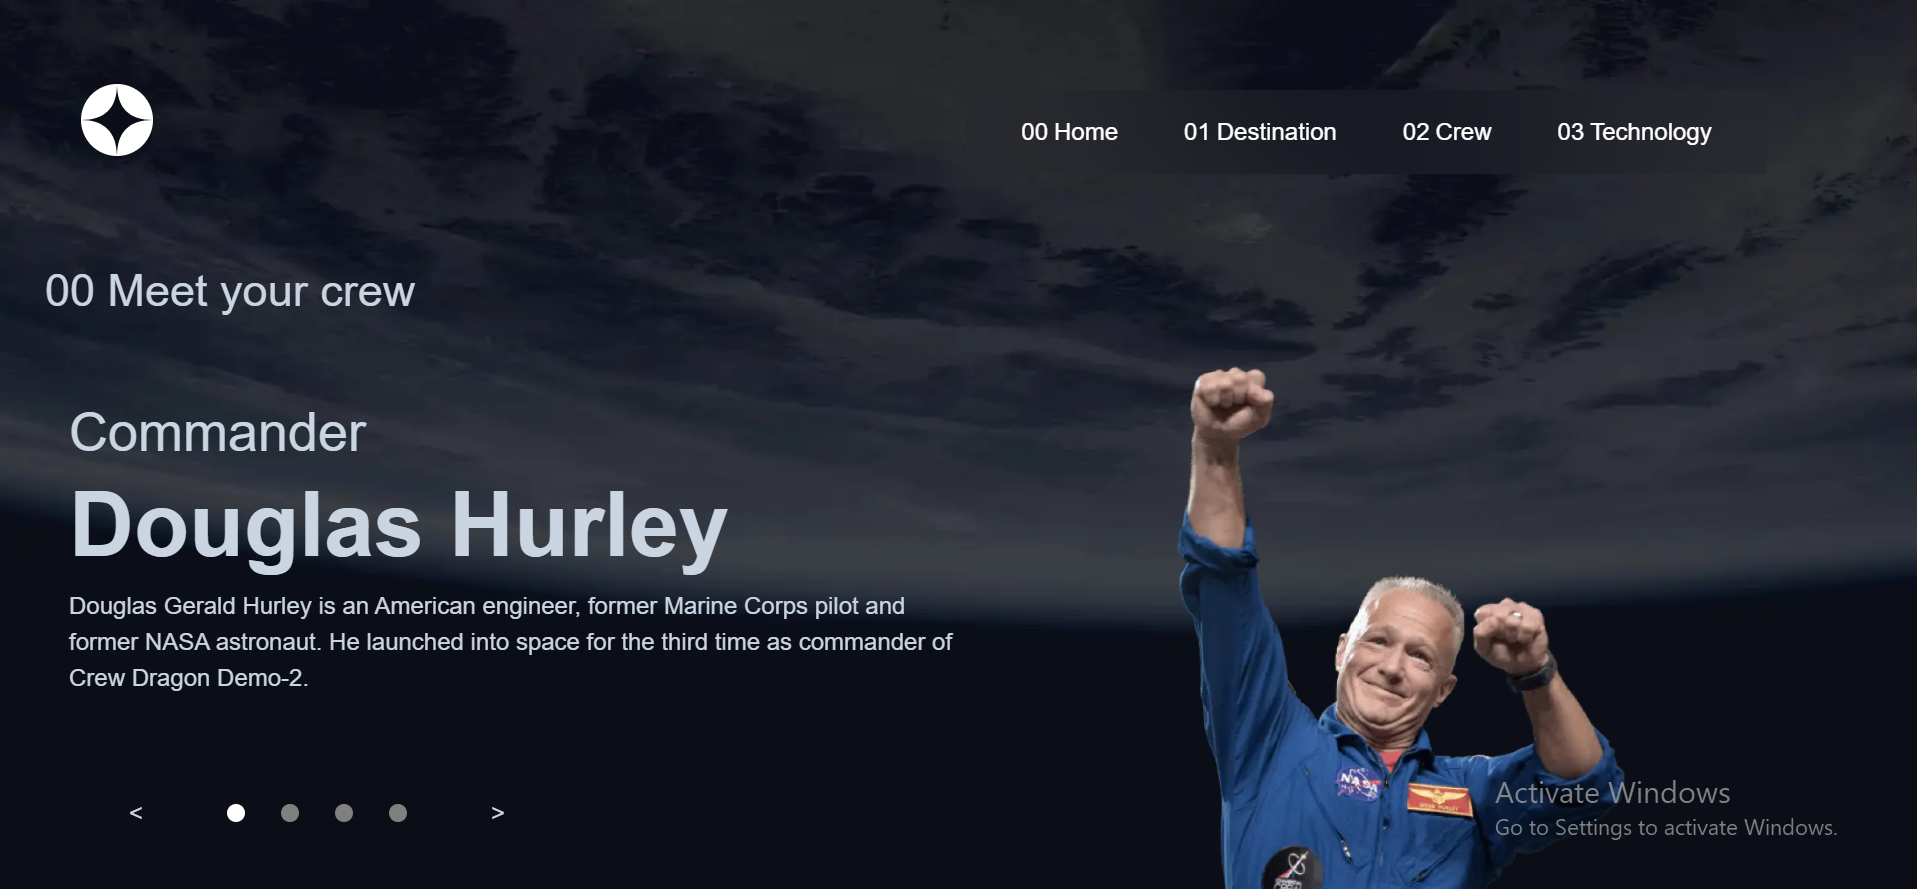 00 Home 01 Destination 02 Crew 03 Technology
00 Meet your crew
Commander
Douglas Hurley
Douglas Gerald Hurley is an American engineer, former Marine Corps pilot and
former NASA astronaut. He launched into space for the third time as commander of
Crew Dragon Demo-2.
< >
NASA
Activate Windows
Go to Settings to activate Windows.